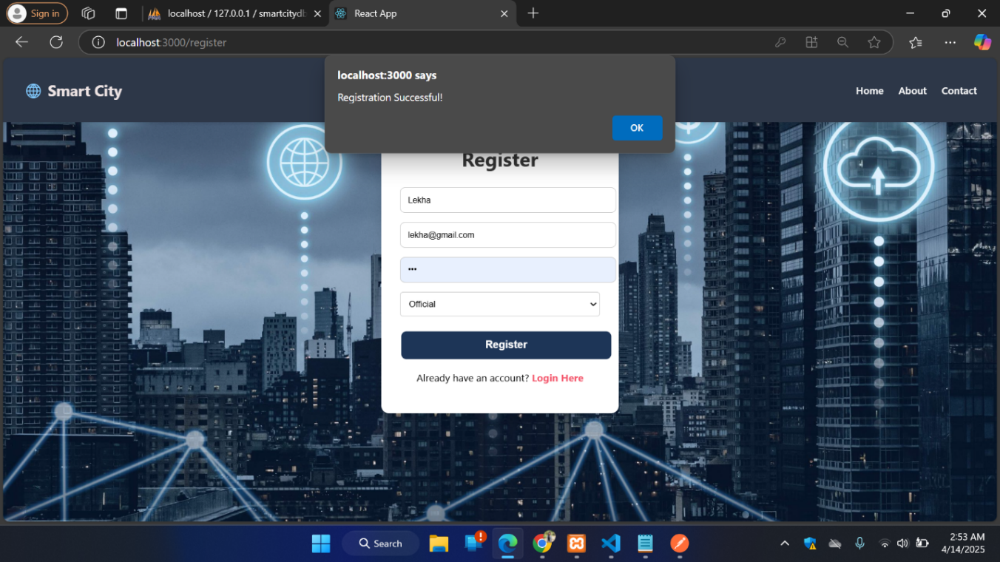 Sign in
localhost / 127.0.0.1 / smartcitydb
React App
localhost:3000/register
localhost:3000 says
Registration Successful!
OK
Smart City
Home
About
Contact
Register
Lekha
lekha@gmail.com
•••
Official
Register
Already have an account? Login Here
Search
2:53 AM
4/14/2025